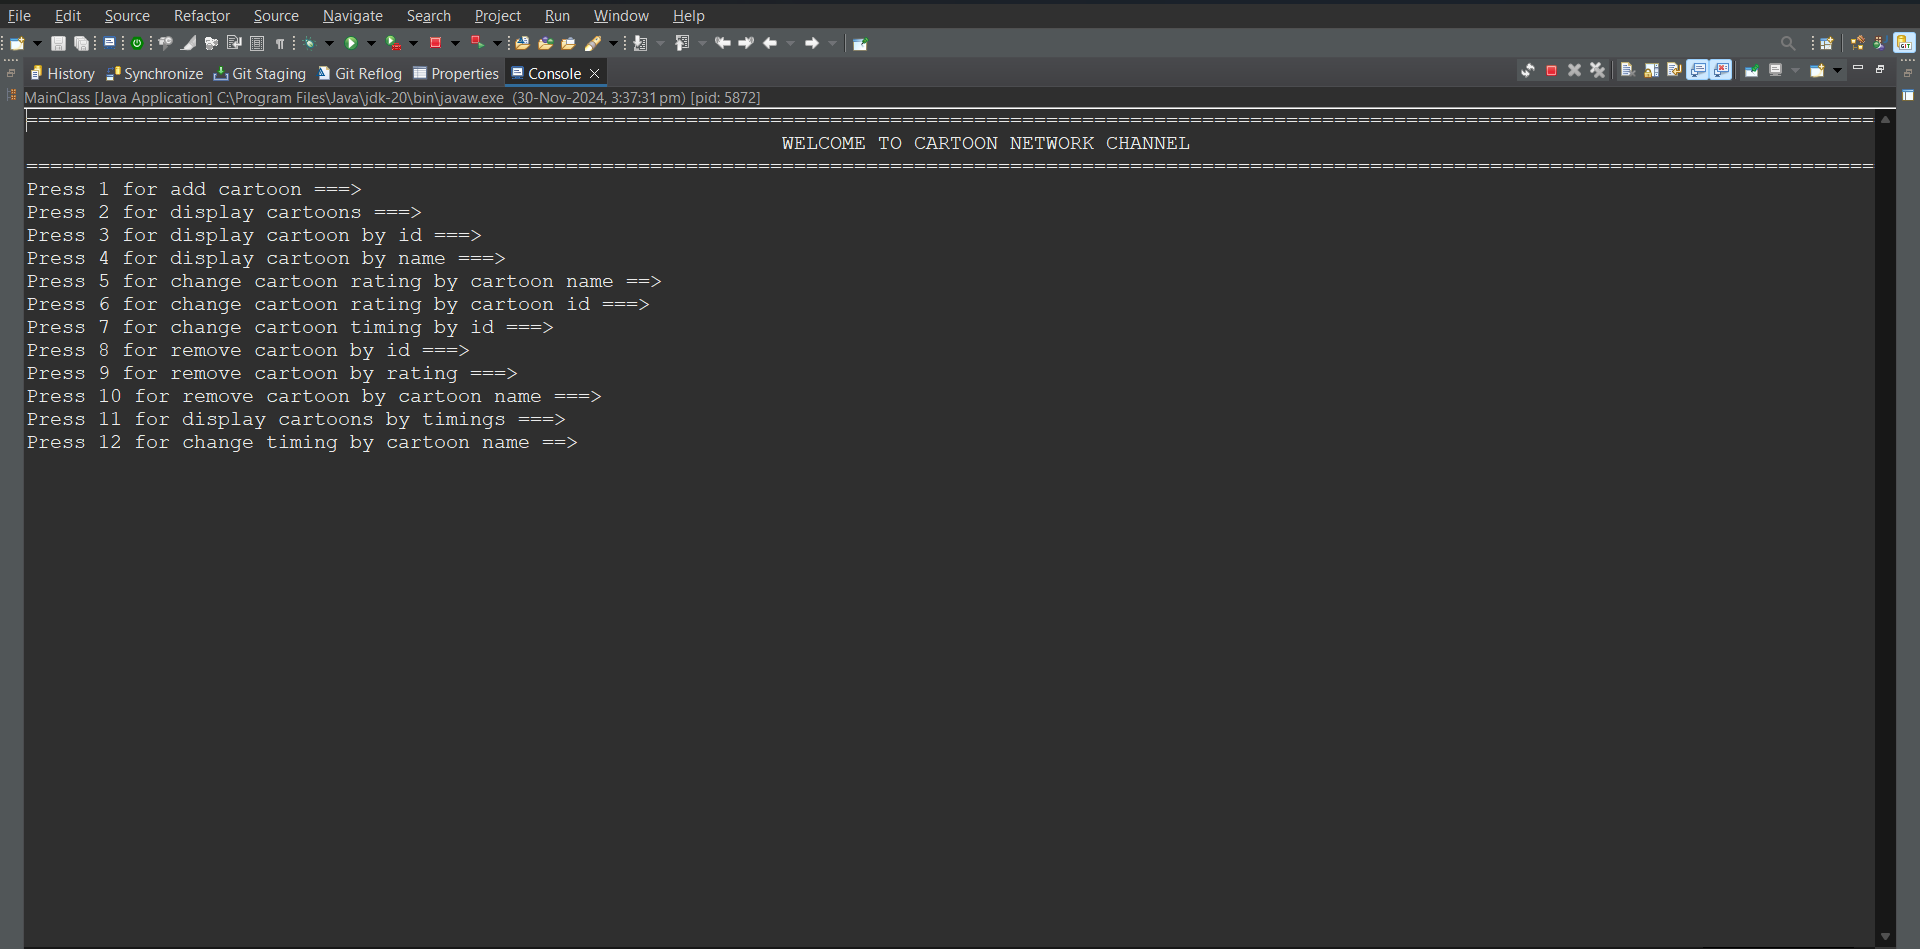 File Edit Source Refactor Source Navigate Search Project Run Window Help
History Synchronize Git Staging Git Reflog Properties Console
MainClass [Java Application] C:\Program Files\Java\jdk-20\bin\javaw.exe (30-Nov-2024, 3:37:31 pm) [pid: 5872]
==========================================================================================================================================================
WELCOME TO CARTOON NETWORK CHANNEL
==========================================================================================================================================================
Press 1 for add cartoon ===>
Press 2 for display cartoons ===>
Press 3 for display cartoon by id ===>
Press 4 for display cartoon by name ===>
Press 5 for change cartoon rating by cartoon name ==>
Press 6 for change cartoon rating by cartoon id ===>
Press 7 for change cartoon timing by id ===>
Press 8 for remove cartoon by id ===>
Press 9 for remove cartoon by rating ===>
Press 10 for remove cartoon by cartoon name ===>
Press 11 for display cartoons by timings ===>
Press 12 for change timing by cartoon name ==>